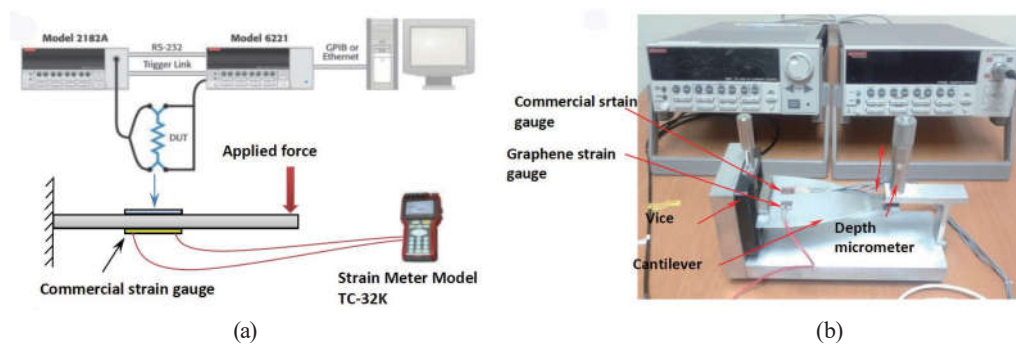 Model 2182A
Model 6221
RS-232
Trigger Link
GPIB or
Ethernet
DUT
Applied force
Commercial strain gauge
Strain Meter Model
TC-32K
(a)
Commercial srtain
gauge
Graphene strain
gauge
Vice
Cantilever
Depth
micrometer
(b)